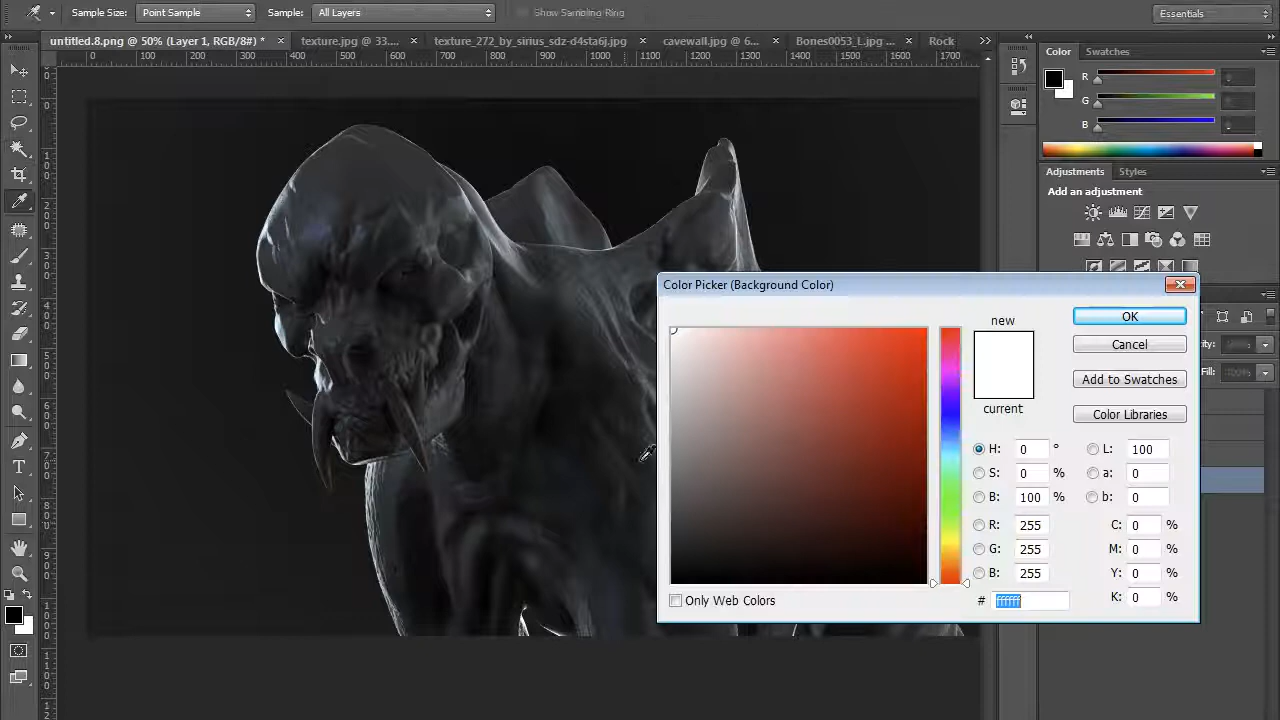 Sample Size: Point Sample Sample: All Layers Show Sampling Ring Essentials
untitled.8.png @ 50% (Layer 1, RGB/8#) * × texture.jpg @ 33.... × texture_272_by_sirius_sdz-d4sta6j.jpg × cavewall.jpg @ 6... × Bones0053_L.jpg ... × Rock
0 100 200 300 400 500 600 700 800 900 1000 1100 1200 1300 1400 1500 1600 1700
Color Swatches
R
G
B
Adjustments Styles
Add an adjustment
Color Picker (Background Color)
new
current
OK
Cancel
Add to Swatches
Color Libraries
H: 0 ° L: 100
S: 0 % a: 0
B: 100 % b: 0
R: 255 C: 0 %
G: 255 M: 0 %
B: 255 Y: 0 %
# ffffff K: 0 %
Only Web Colors
Fill: 100%